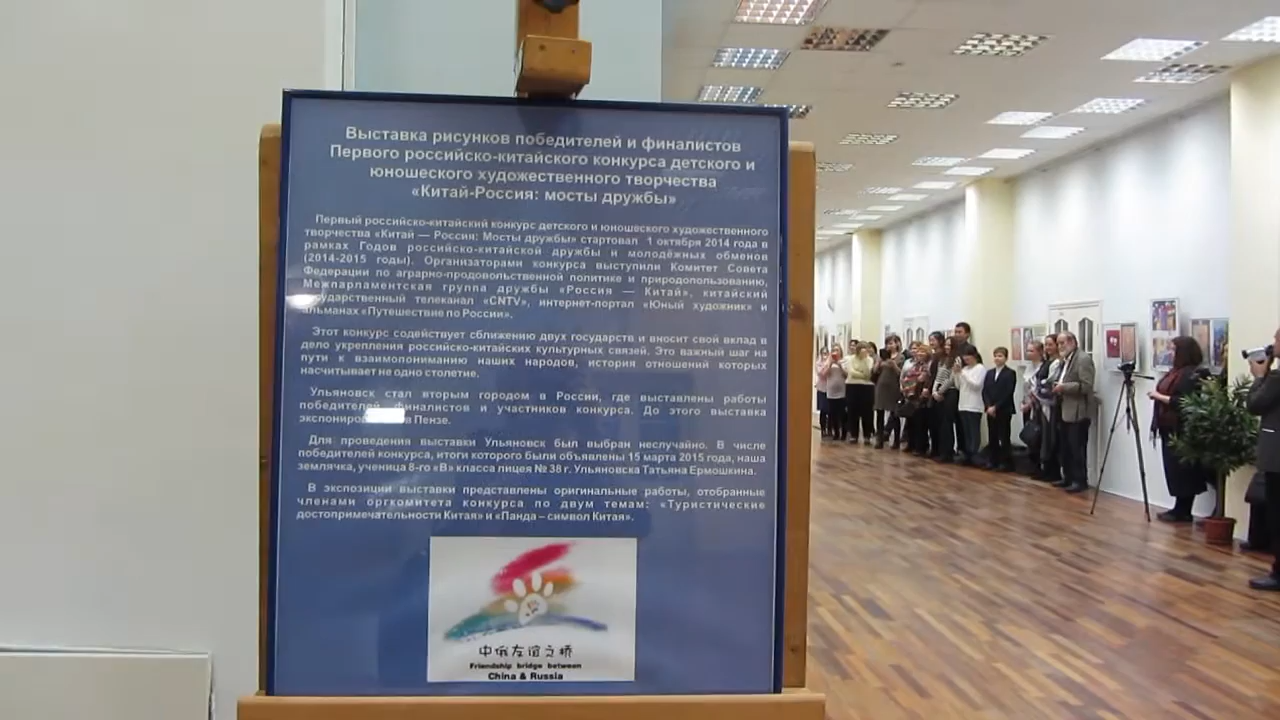 Выставка рисунков победителей и финалистов
Первого российско-китайского конкурса детского и
юношеского художественного творчества
«Китай-Россия: мосты дружбы»
Первый российско-китайский конкурс детского и юношеского художественного
творчества «Китай — Россия: Мосты дружбы» стартовал 1 октября 2014 года в
рамках Годов российско-китайской дружбы и молодёжных обменов
(2014-2015 годы). Организаторами конкурса выступили Комитет Совета
Федерации по аграрно-продовольственной политике и природопользованию,
Межпарламентская группа дружбы «Россия — Китай», китайский
государственный телеканал «CNTV», интернет-портал «Юный художник» и
альманах «Путешествие по России».
Этот конкурс содействует сближению двух государств и вносит свой вклад в
дело укрепления российско-китайских культурных связей. Это важный шаг на
пути к взаимопониманию наших народов, история отношений которых
насчитывает не одно столетие.
Ульяновск стал вторым городом в России, где выставлены работы
победителей, финалистов и участников конкурса. До этого выставка
в Пензе.
Для проведения выставки Ульяновск был выбран неслучайно. В числе
победителей конкурса, итоги которого были объявлены 15 марта 2015 года, наша
землячка, ученица 8-го «В» класса лицея № 38 г. Ульяновска Татьяна Ермошкина.
В экспозиции выставки представлены оригинальные работы, отобранные
членами оргкомитета конкурса по двум темам: «Туристические
достопримечательности Китая» и «Панда – символ Китая».
中俄友谊之桥
Friendship bridge between
China & Russia